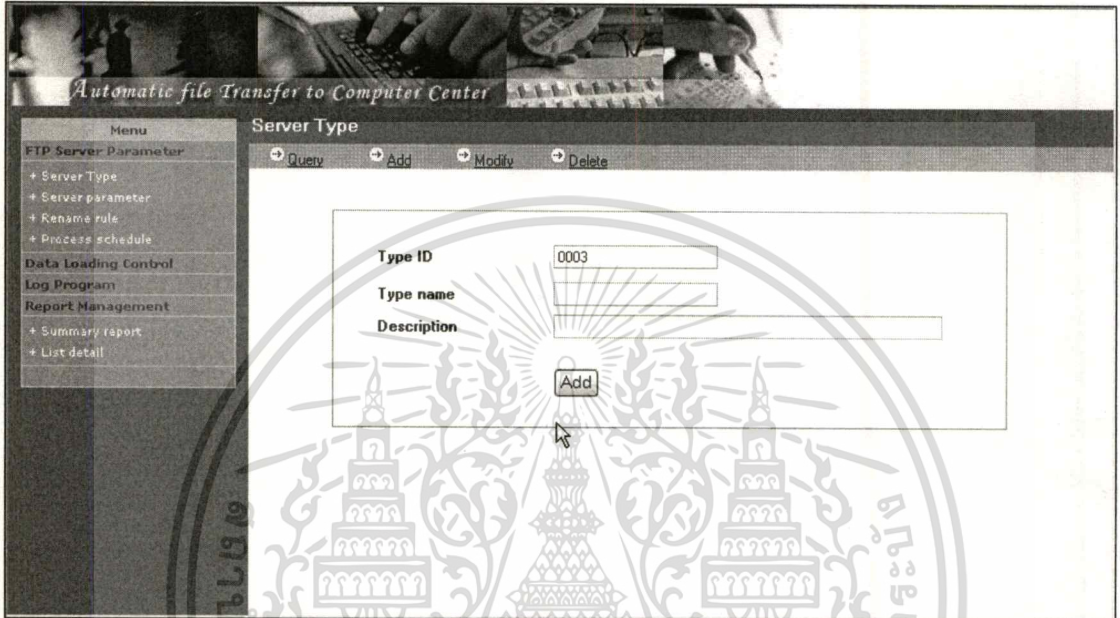 Automatic file Transfer to Computer Center
Menu
FTP Server Parameter
+ Server Type
+ Server parameter
+ Rename rule
+ Process schedule
Data Loading Control
Log Program
Report Management
+ Summary report
+ List detail
Server Type
Query Add Modify Delete
Type ID 0003
Type name
Description
Add